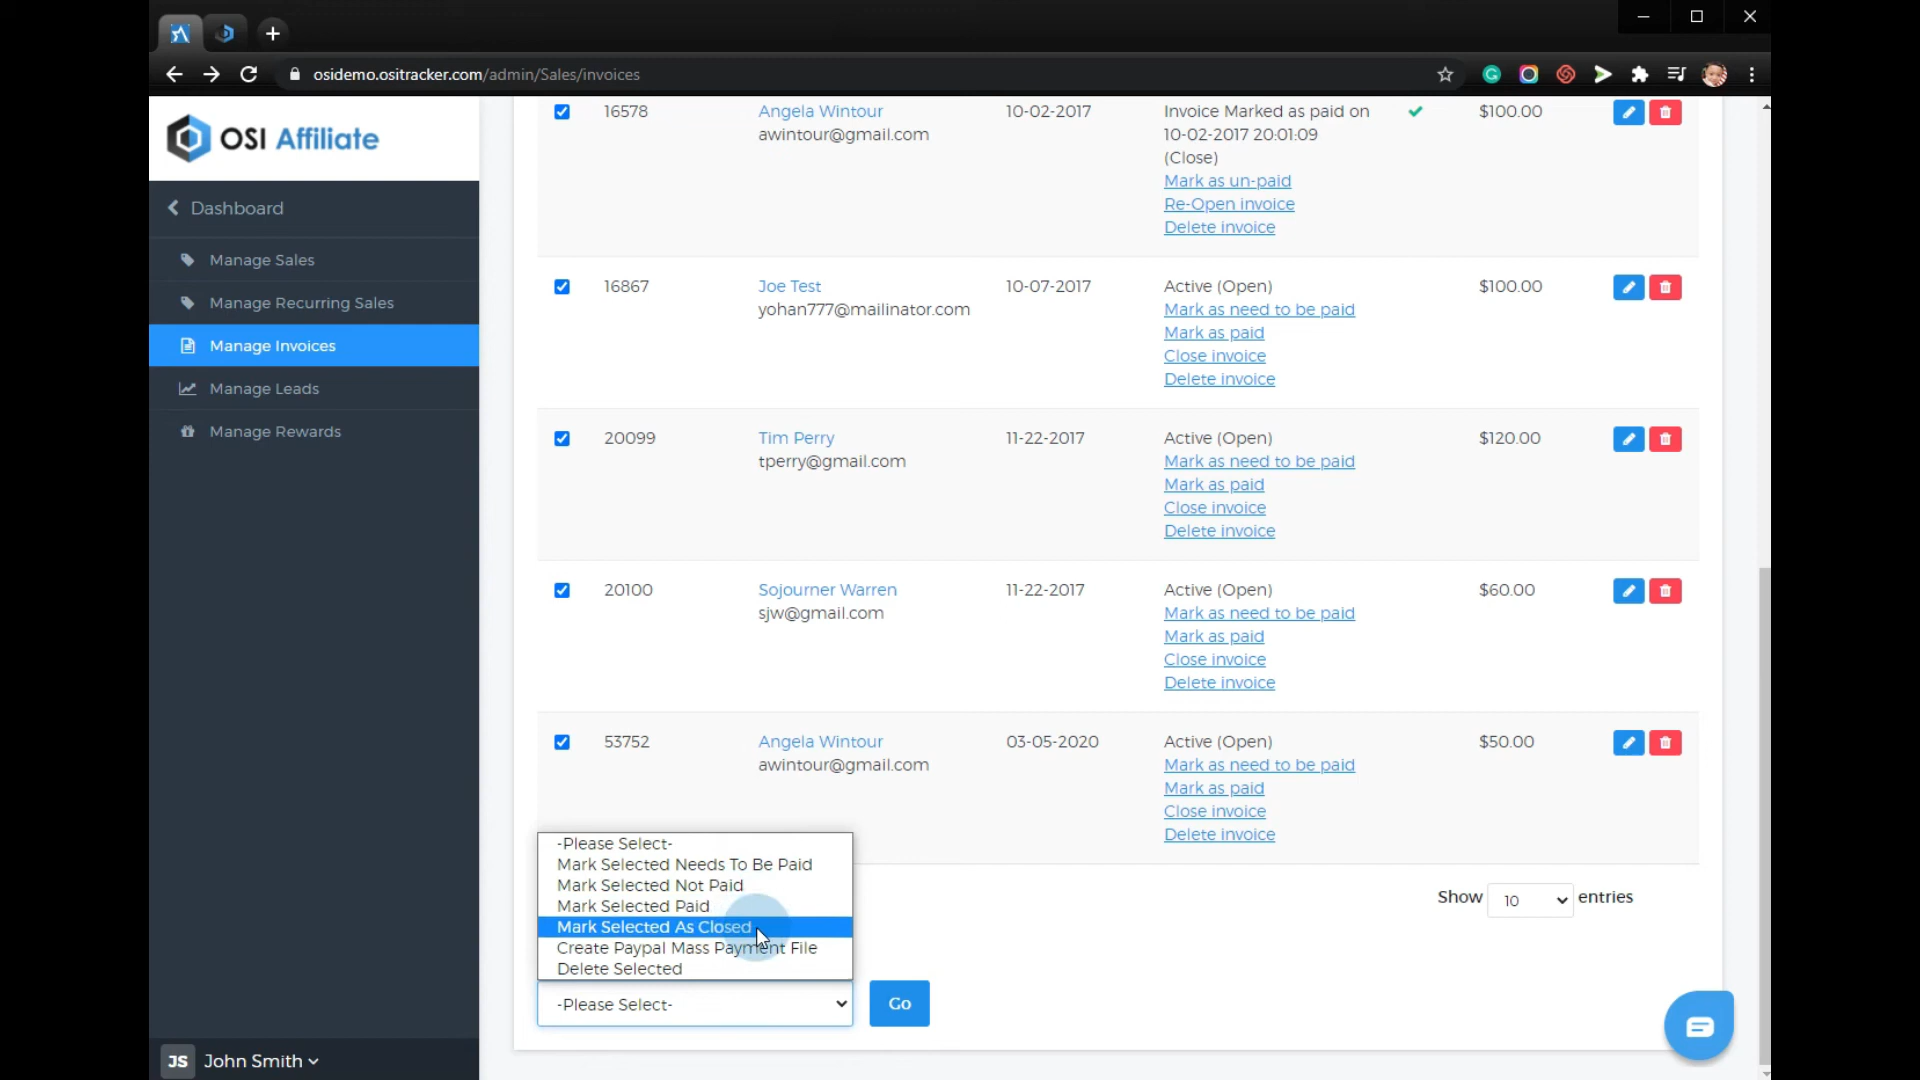 osidemo.ositracker.com/admin/Sales/invoices
OSI Affiliate
Dashboard
Manage Sales
Manage Recurring Sales
Manage Invoices
Manage Leads
Manage Rewards
JS John Smith
16578 Angela Wintour 10-02-2017 Invoice Marked as paid on $100.00
awintour@gmail.com 10-02-2017 20:01:09
(Close)
Mark as un-paid
Re-Open invoice
Delete invoice
16867 Joe Test 10-07-2017 Active (Open) $100.00
yohan777@mailinator.com Mark as need to be paid
Mark as paid
Close invoice
Delete invoice
20099 Tim Perry 11-22-2017 Active (Open) $120.00
tperry@gmail.com Mark as need to be paid
Mark as paid
Close invoice
Delete invoice
20100 Sojourner Warren 11-22-2017 Active (Open) $60.00
sjw@gmail.com Mark as need to be paid
Mark as paid
Close invoice
Delete invoice
53752 Angela Wintour 03-05-2020 Active (Open) $50.00
awintour@gmail.com Mark as need to be paid
Mark as paid
Close invoice
Delete invoice
-Please Select-
Mark Selected Needs To Be Paid
Mark Selected Not Paid
Mark Selected Paid
Mark Selected As Closed
Create Paypal Mass Payment File
Delete Selected
Show 10 entries
-Please Select- Go